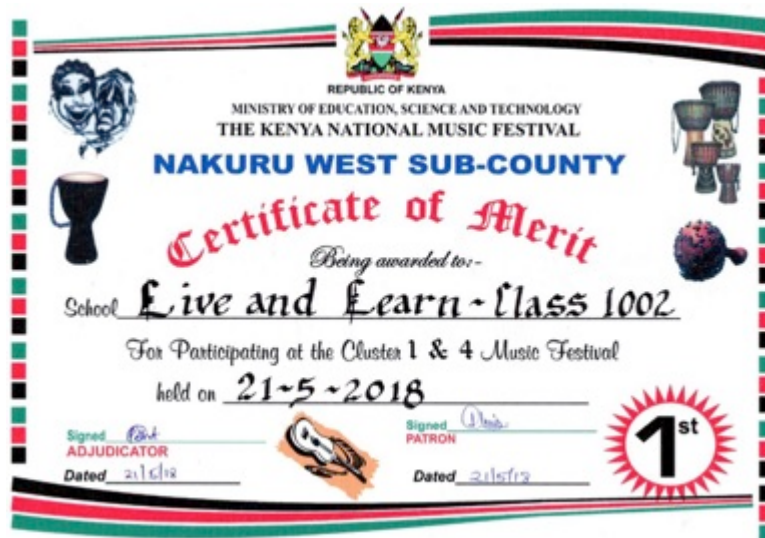 REPUBLIC OF KENYA
MINISTRY OF EDUCATION, SCIENCE AND TECHNOLOGY
THE KENYA NATIONAL MUSIC FESTIVAL
NAKURU WEST SUB-COUNTY
Certificate of Merit
Being awarded to:-
School Live and Learn - Class 1002
For Participating at the Cluster 1 & 4 Music Festival
held on 21-5-2018
Signed
ADJUDICATOR
Dated 21/5/18
Signed
PATRON
Dated 21/5/18
1st